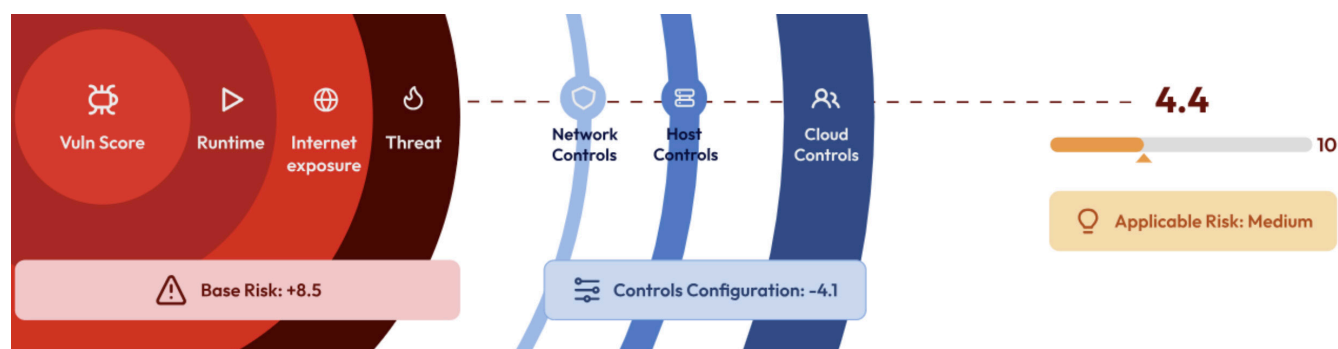 Vuln Score
Runtime
Internet
exposure
Threat
Network
Controls
Host
Controls
Cloud
Controls
4.4
10
Applicable Risk: Medium
Base Risk: +8.5
Controls Configuration: -4.1